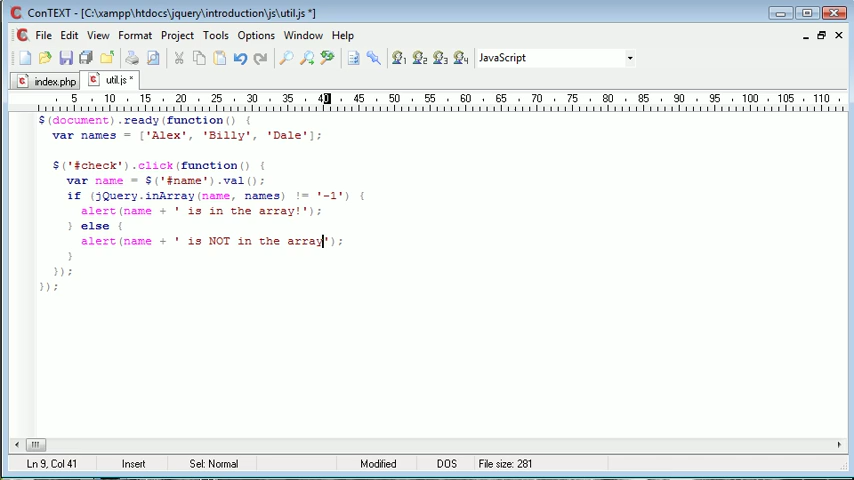 ConTEXT - [C:\xampp\htdocs\jquery\introduction\js\util.js *]
File Edit View Format Project Tools Options Window Help
JavaScript
index.php util.js *
5 10 15 20 25 30 35 40 45 50 55 60 65 70 75 80 85 90 95 100 105 110
$(document).ready(function() {
var names = ['Alex', 'Billy', 'Dale'];
$('#check').click(function() {
var name = $('#name').val();
if (jQuery.inArray(name, names) != '-1') {
alert(name + ' is in the array!');
} else {
alert(name + ' is NOT in the array');
}
});
});
Ln 9, Col 41 Insert Sel: Normal Modified DOS File size: 281